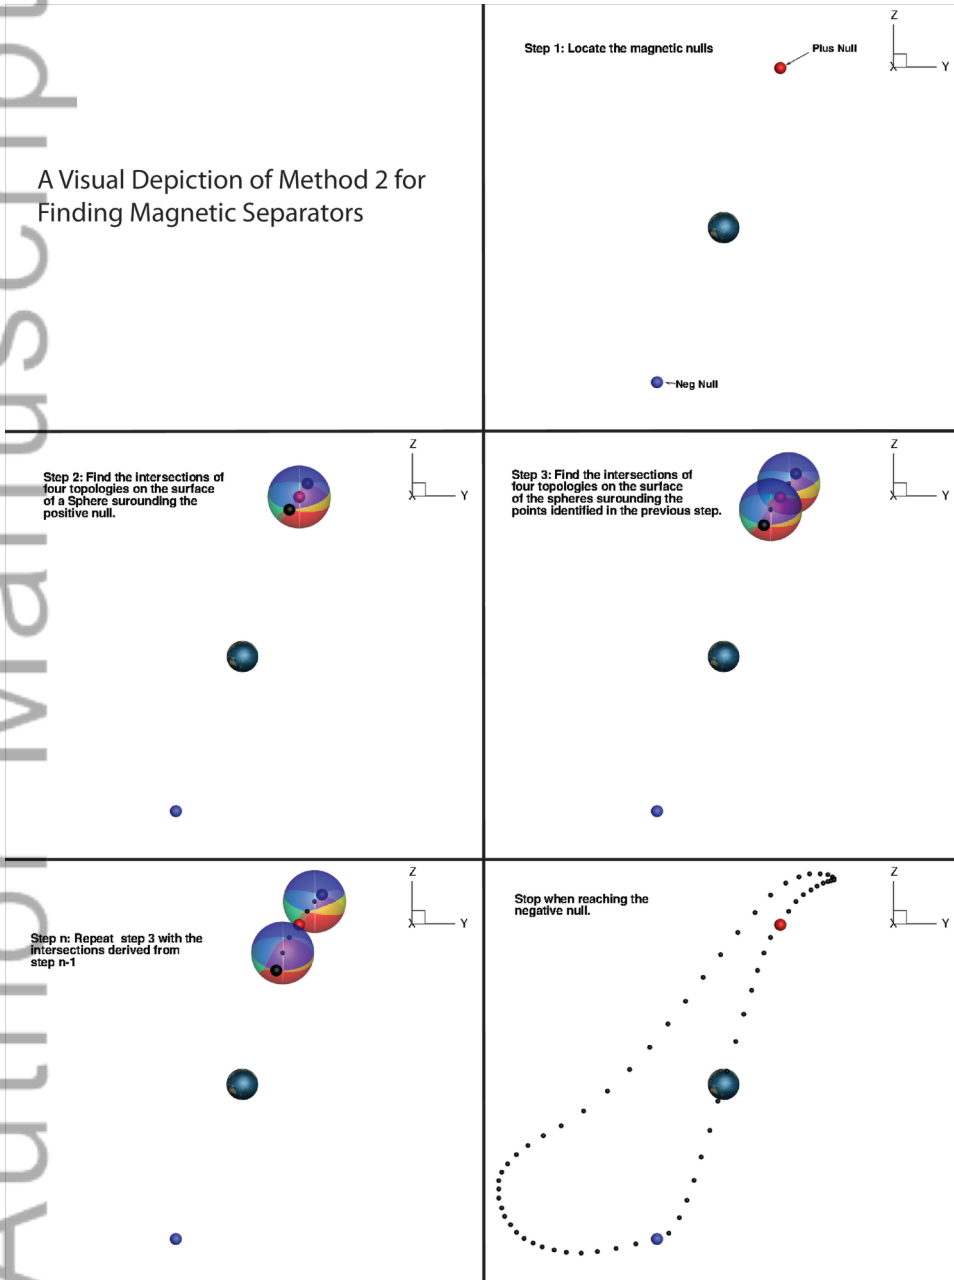 Author Manuscript
A Visual Depiction of Method 2 for
Finding Magnetic Separators
Step 1: Locate the magnetic nulls
Plus Null
Z
X
Y
Neg Null
Step 2: Find the intersections of
four topologies on the surface
of a Sphere surounding the
positive null.
Z
X
Y
Step 3: Find the intersections of
four topologies on the surface
of the spheres surounding the
points identified in the previous step.
Z
X
Y
Step n: Repeat step 3 with the
intersections derived from
step n-1
Z
X
Y
Stop when reaching the
negative null.
Z
X
Y